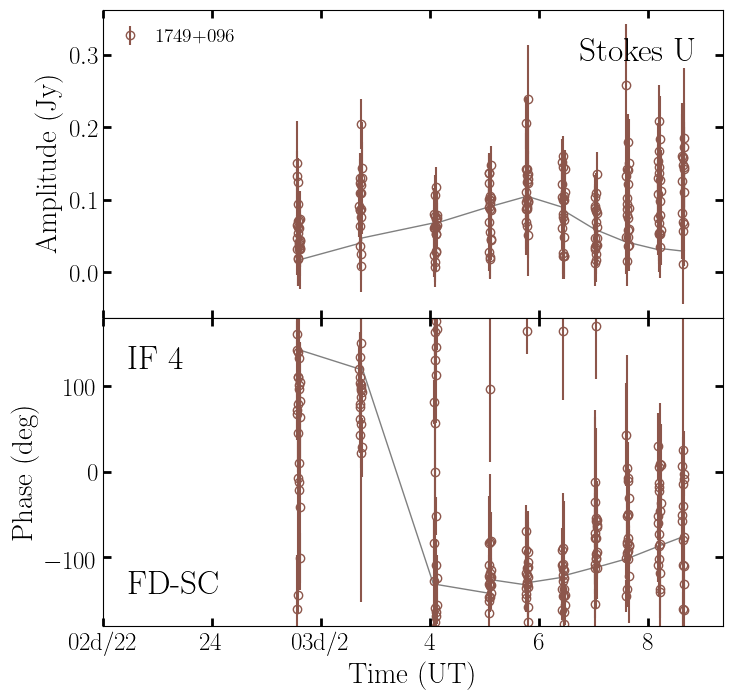 1749+096
Stokes U
0.3
0.2
0.1
0.0
Amplitude (Jy)
IF 4
100
0
−100
Phase (deg)
FD-SC
02d/22 24 03d/2 4 6 8
Time (UT)